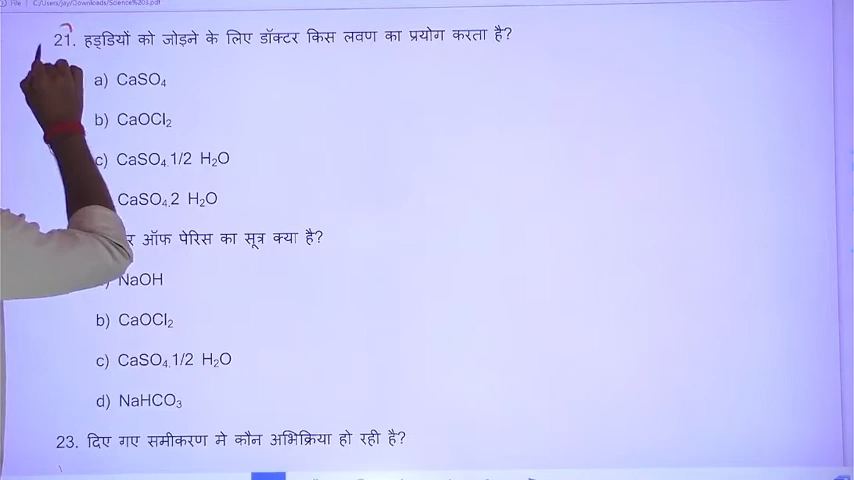 File | C:/Users/jay/Downloads/Science%203.pdf
21. हड्डियों को जोड़ने के लिए डॉक्टर किस लवण का प्रयोग करता है?
a) CaSO₄
b) CaOCl₂
c) CaSO₄.1/2 H₂O
CaSO₄.2 H₂O
ऑफ पेरिस का सूत्र क्या है?
NaOH
b) CaOCl₂
c) CaSO₄.1/2 H₂O
d) NaHCO₃
23. दिए गए समीकरण मे कौन अभिक्रिया हो रही है?